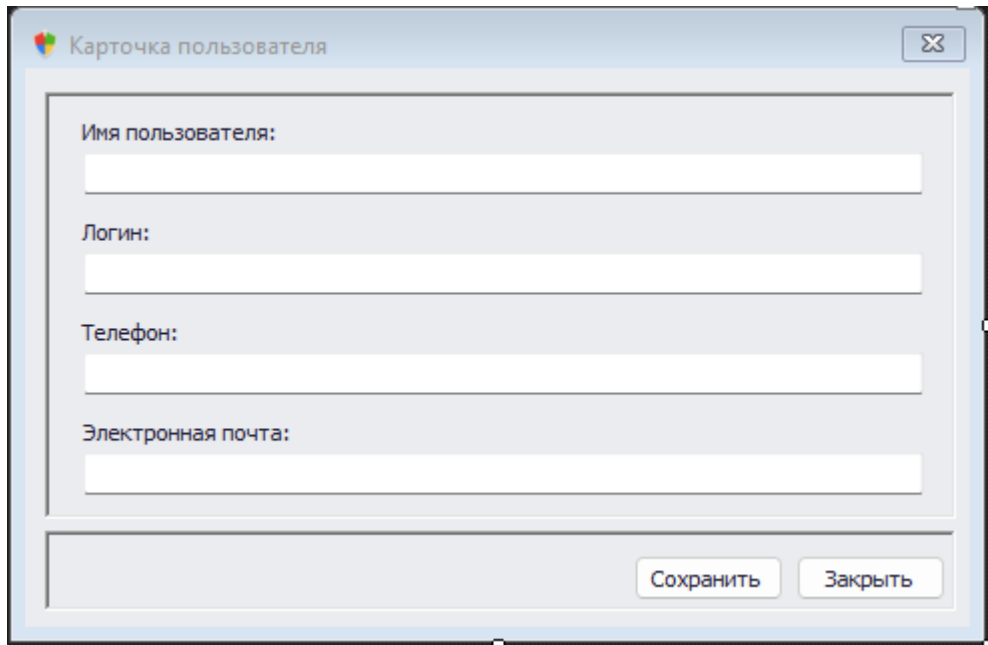 Карточка пользователя
Имя пользователя:
Логин:
Телефон:
Электронная почта:
Сохранить Закрыть